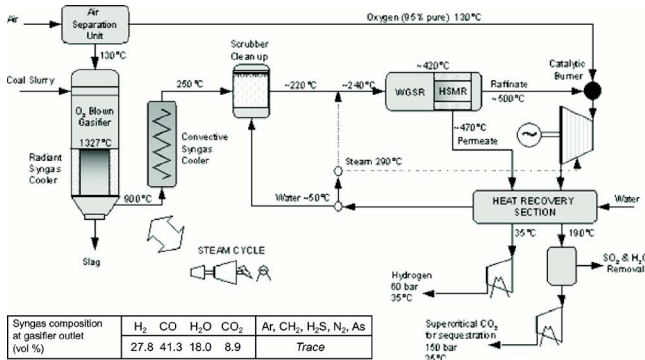 Air
Air
Separation
Unit
Oxygen (95% pure) 130°C
130°C
Coal Slurry
O₂ Blown
Gasifier
1327°C
Radiant
Syngas
Cooler
900°C
Slag
250°C
Convective
Syngas
Cooler
STEAM CYCLE
Scrubber
Clean up
~220°C
~240°C
~420°C
WGSR
HSMR
Raffinate
~500°C
Catalytic
Burner
~470°C
Permeate
Steam 290°C
Water ~50°C
HEAT RECOVERY
SECTION
Water
35°C
190°C
Hydrogen
60 bar
35°C
SO₂ & H₂O
Removal
Supercritical CO₂
for sequestration
150 bar
35°C
Syngas composition
at gasifier outlet
(vol %)
H₂ CO H₂O CO₂ Ar, CH₂, H₂S, N₂, As
27.8 41.3 18.0 8.9 Trace